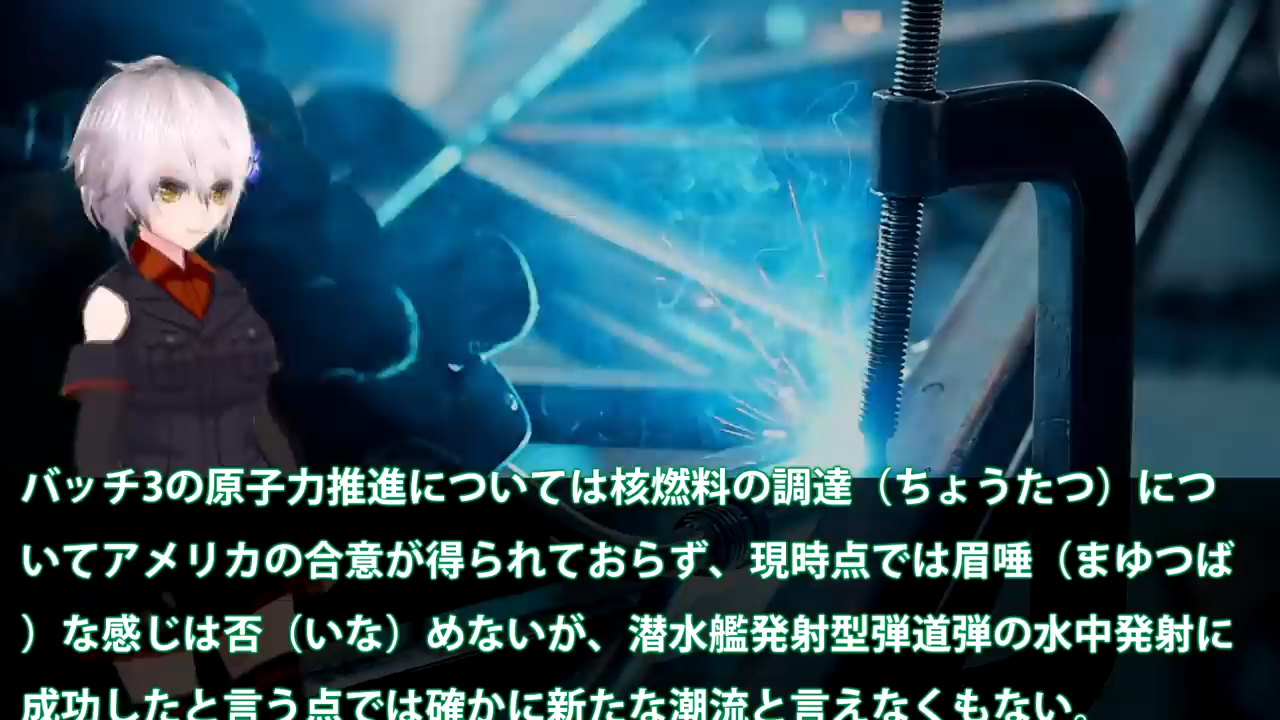 バッチ3の原子力推進については核燃料の調達（ちょうたつ）につ
いてアメリカの合意が得られておらず、現時点では眉唾（まゆつば
）な感じは否（いな）めないが、潜水艦発射型弾道弾の水中発射に
成功したと言う点では確かに新たな潮流と言えなくもない。